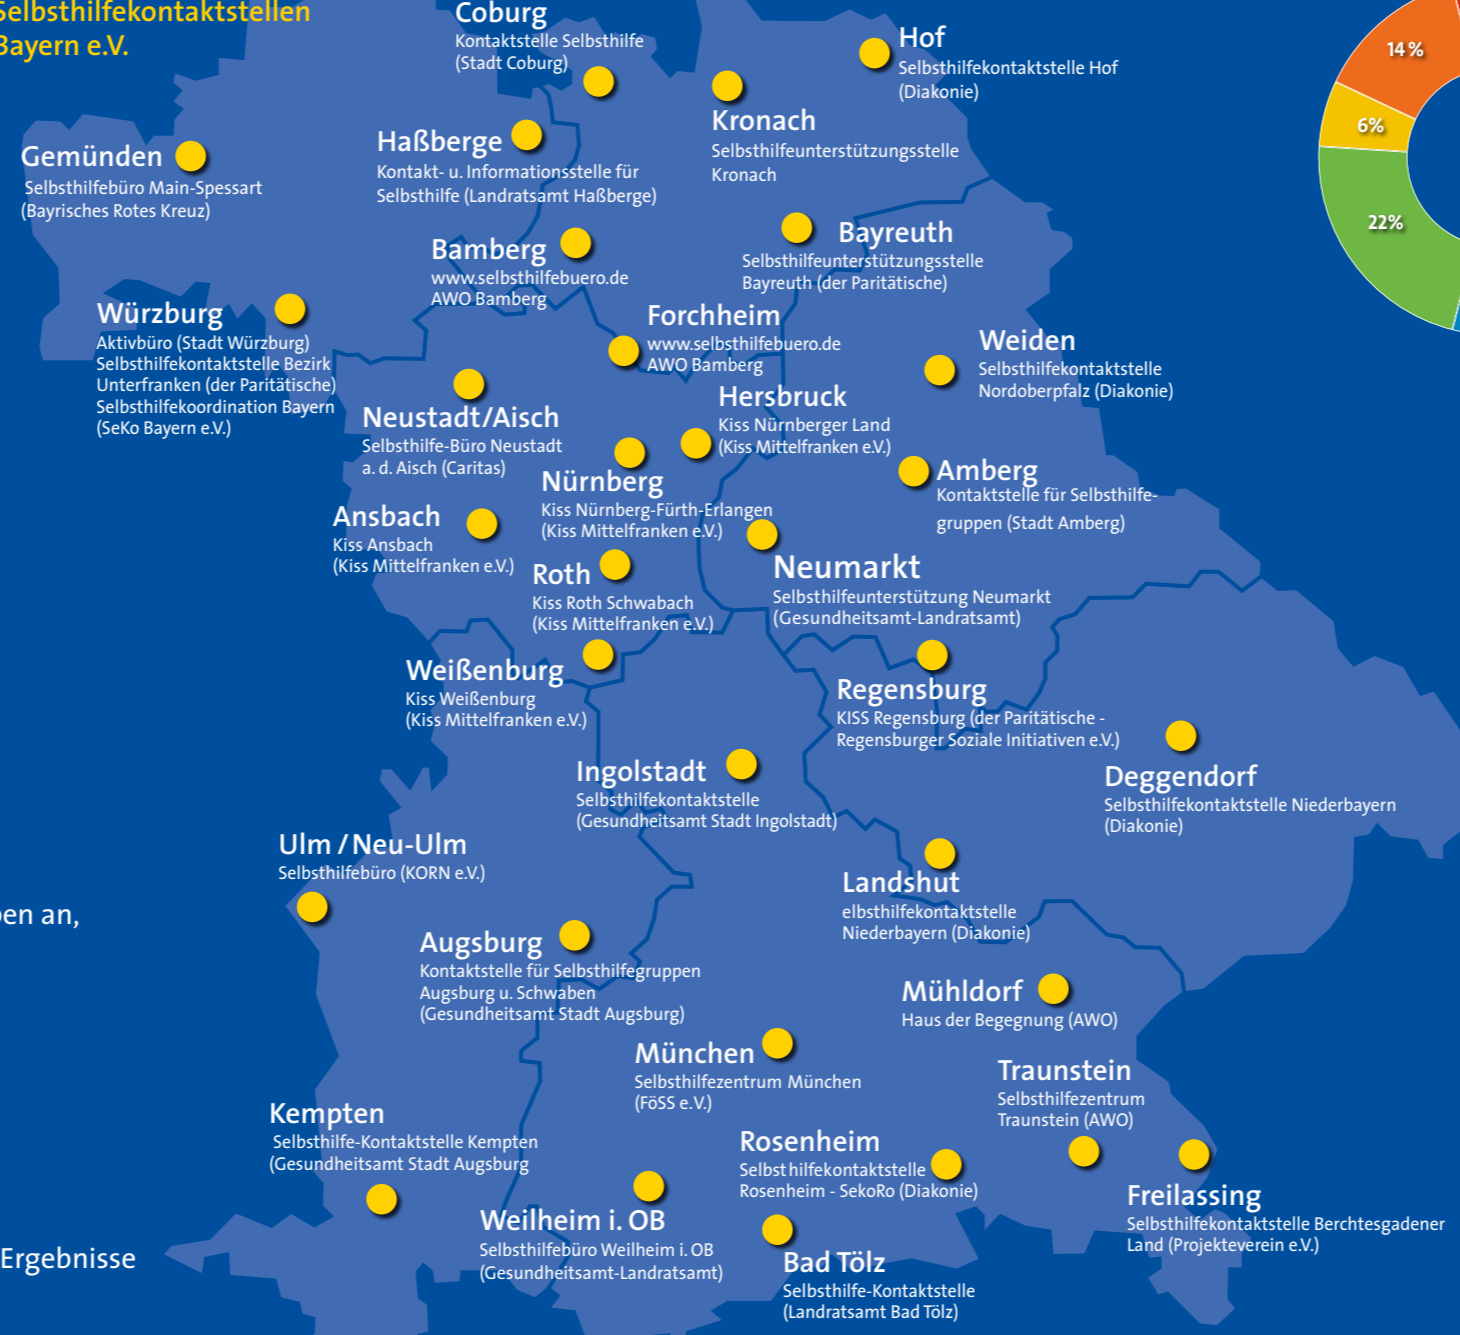 Selbsthilfekontaktstellen
Bayern e.V.
Coburg
Kontaktstelle Selbsthilfe
(Stadt Coburg)
Hof
Selbsthilfekontaktstelle Hof
(Diakonie)
14 %
6%
22%
Kronach
Selbsthilfeunterstützungsstelle
Kronach
Haßberge
Kontakt- u. Informationsstelle für
Selbsthilfe (Landratsamt Haßberge)
Gemünden
Selbsthilfebüro Main-Spessart
(Bayrisches Rotes Kreuz)
Bamberg
www.selbsthilfebuero.de
AWO Bamberg
Bayreuth
Selbsthilfeunterstützungsstelle
Bayreuth (der Paritätische)
Würzburg
Aktivbüro (Stadt Würzburg)
Selbsthilfekontaktstelle Bezirk
Unterfranken (der Paritätische)
Selbsthilfekoordination Bayern
(SeKo Bayern e.V.)
Forchheim
www.selbsthilfebuero.de
AWO Bamberg
Weiden
Selbsthilfekontaktstelle
Nordoberpfalz (Diakonie)
Hersbruck
Kiss Nürnberger Land
(Kiss Mittelfranken e.V.)
Neustadt/Aisch
Selbsthilfe-Büro Neustadt
a. d. Aisch (Caritas)
Nürnberg
Kiss Nürnberg-Fürth-Erlangen
(Kiss Mittelfranken e.V.)
Amberg
Kontaktstelle für Selbsthilfe-
gruppen (Stadt Amberg)
Ansbach
Kiss Ansbach
(Kiss Mittelfranken e.V.)
Roth
Kiss Roth Schwabach
(Kiss Mittelfranken e.V.)
Neumarkt
Selbsthilfeunterstützung Neumarkt
(Gesundheitsamt-Landratsamt)
Weißenburg
Kiss Weißenburg
(Kiss Mittelfranken e.V.)
Regensburg
KISS Regensburg (der Paritätische -
Regensburger Soziale Initiativen e.V.)
Ingolstadt
Selbsthilfekontaktstelle
(Gesundheitsamt Stadt Ingolstadt)
Deggendorf
Selbsthilfekontaktstelle Niederbayern
(Diakonie)
Ulm / Neu-Ulm
Selbsthilfebüro (KORN e.V.)
Landshut
elbsthilfekontaktstelle
Niederbayern (Diakonie)
en an,
Augsburg
Kontaktstelle für Selbsthilfegruppen
Augsburg u. Schwaben
(Gesundheitsamt Stadt Augsburg)
Mühldorf
Haus der Begegnung (AWO)
München
Selbsthilfezentrum München
(FöSS e.V.)
Traunstein
Selbsthilfezentrum
Traunstein (AWO)
Kempten
Selbsthilfe-Kontaktstelle Kempten
(Gesundheitsamt Stadt Augsburg
Rosenheim
Selbsthilfekontaktstelle
Rosenheim - SekoRo (Diakonie)
Freilassing
Selbsthilfekontaktstelle Berchtesgadener
Land (Projekteverein e.V.)
Weilheim i. OB
Selbsthilfebüro Weilheim i. OB
(Gesundheitsamt-Landratsamt)
Ergebnisse
Bad Tölz
Selbsthilfe-Kontaktstelle
(Landratsamt Bad Tölz)